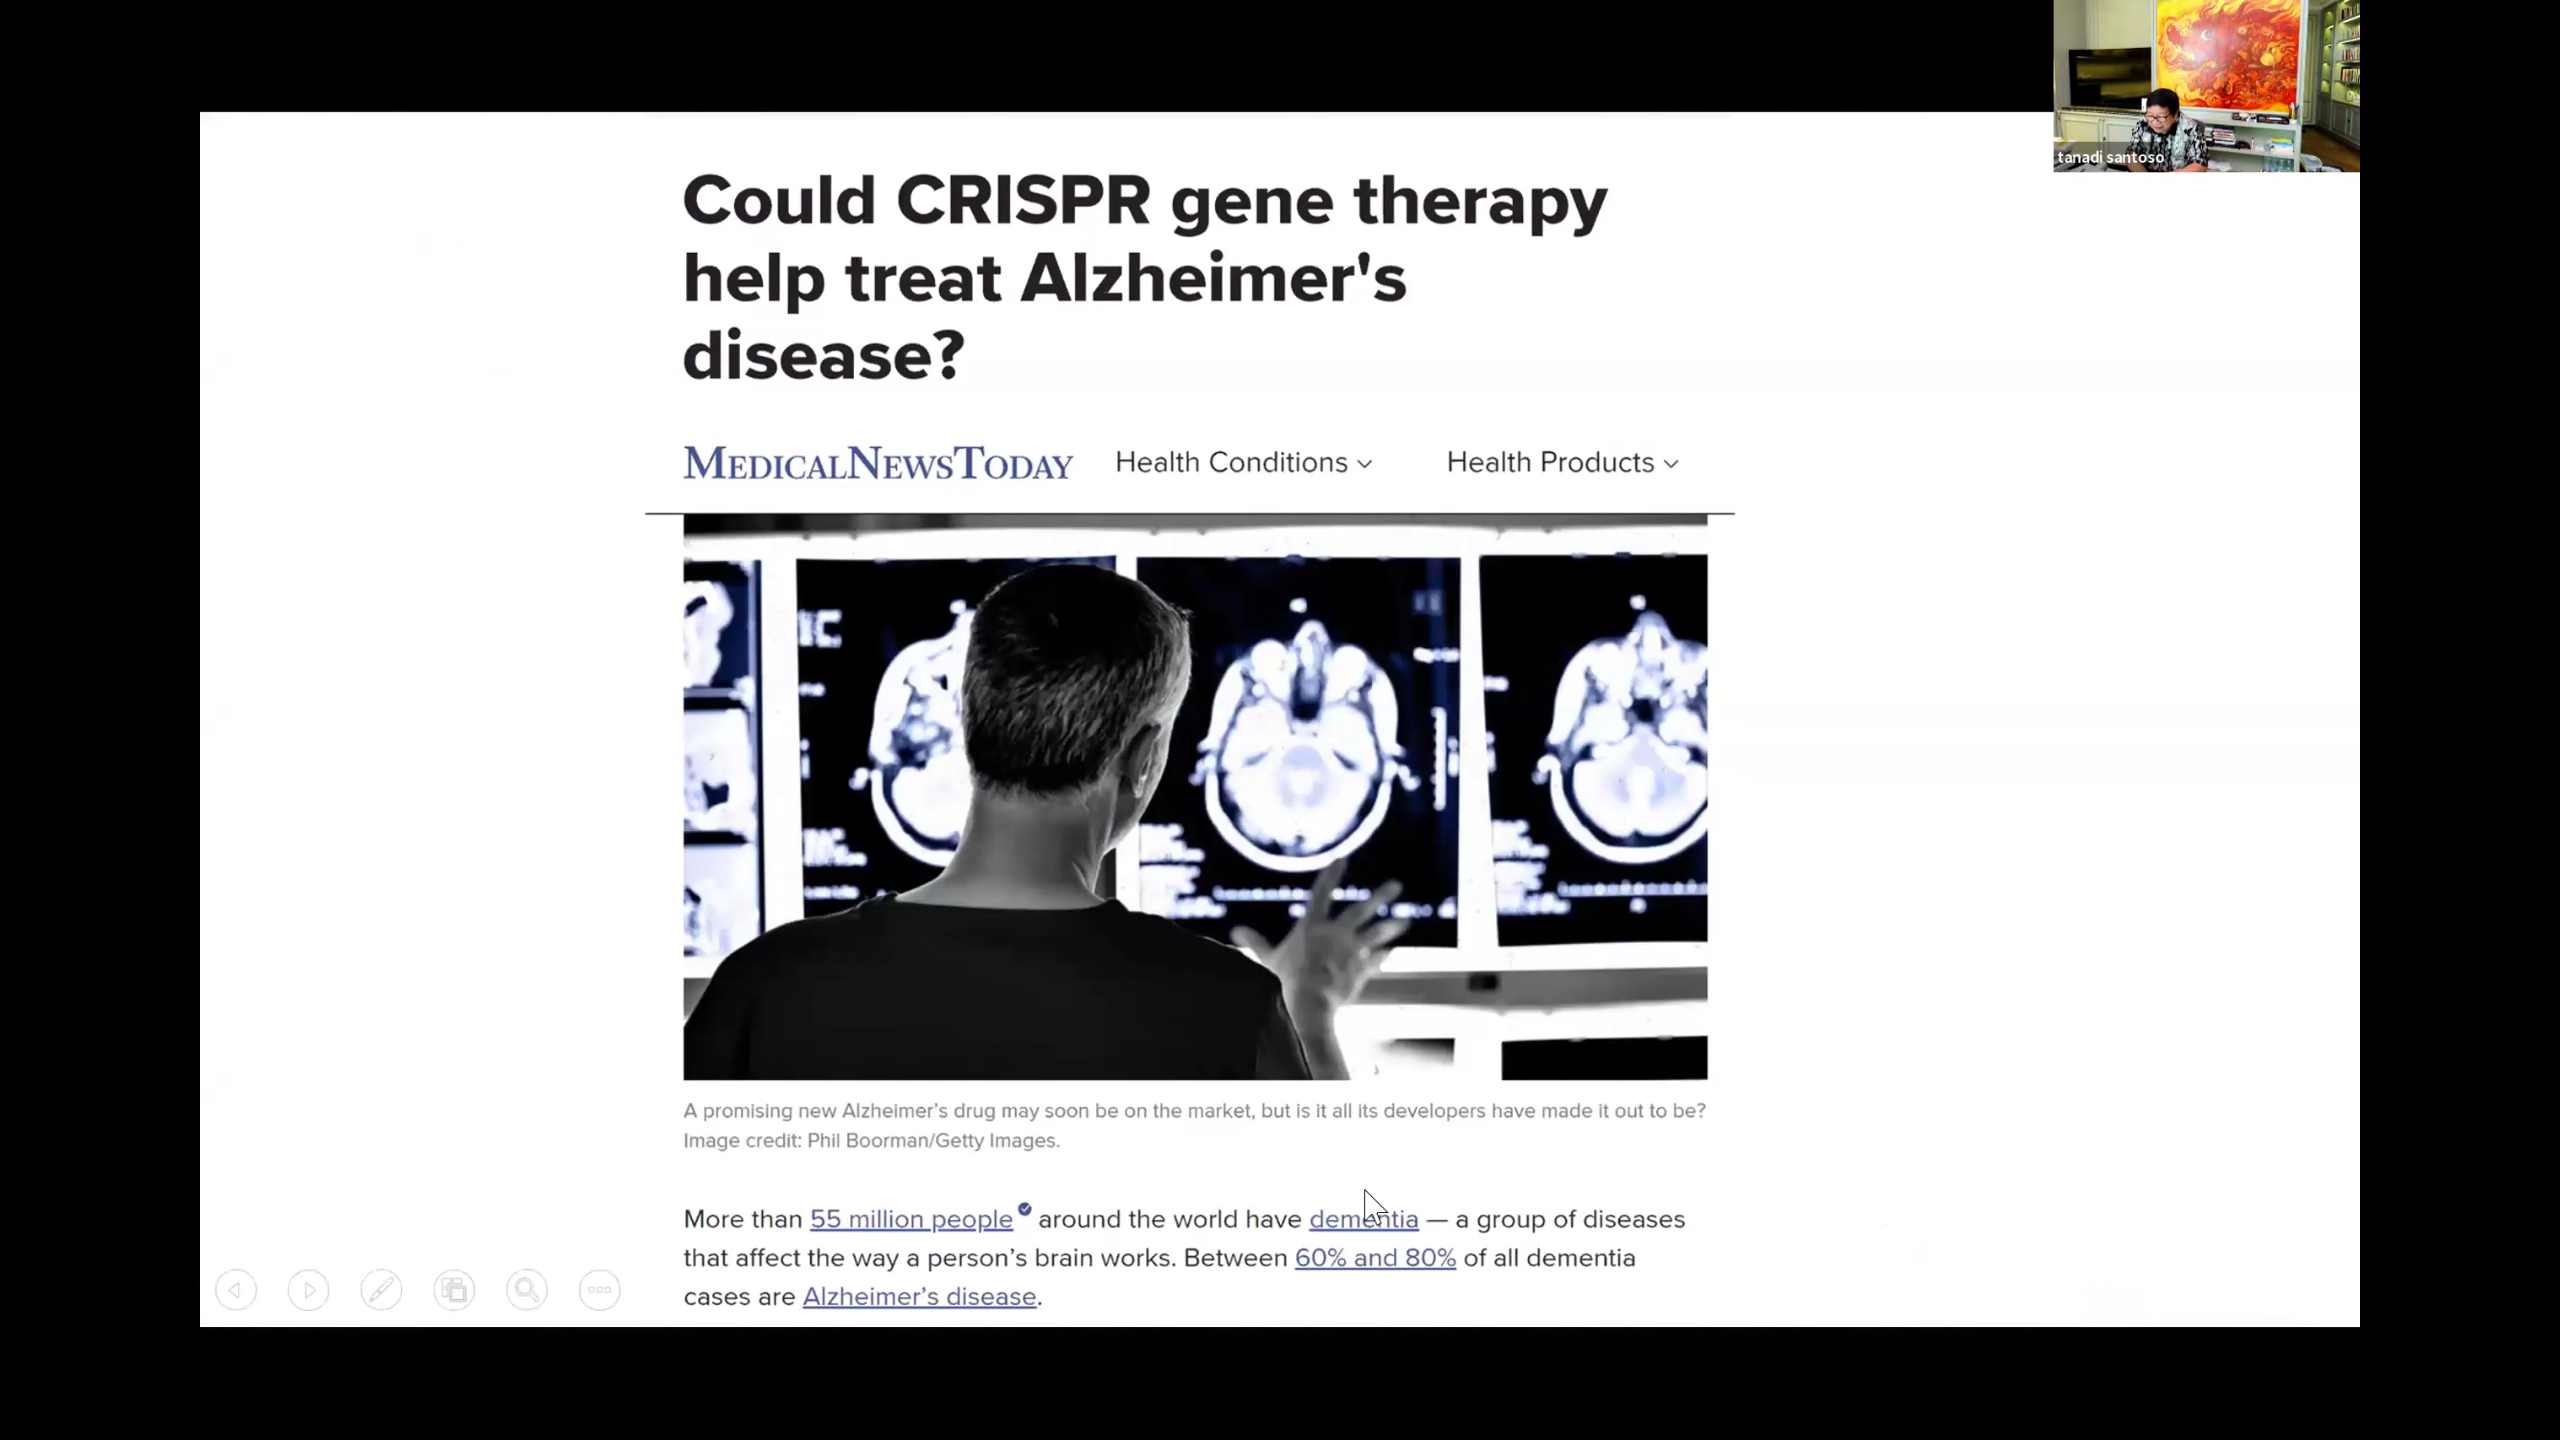 tanadi santoso
Could CRISPR gene therapy
help treat Alzheimer's
disease?
MEDICALNEWSTODAY Health Conditions Health Products
A promising new Alzheimer’s drug may soon be on the market, but is it all its developers have made it out to be?
Image credit: Phil Boorman/Getty Images.
More than 55 million people around the world have dementia — a group of diseases
that affect the way a person’s brain works. Between 60% and 80% of all dementia
cases are Alzheimer’s disease.